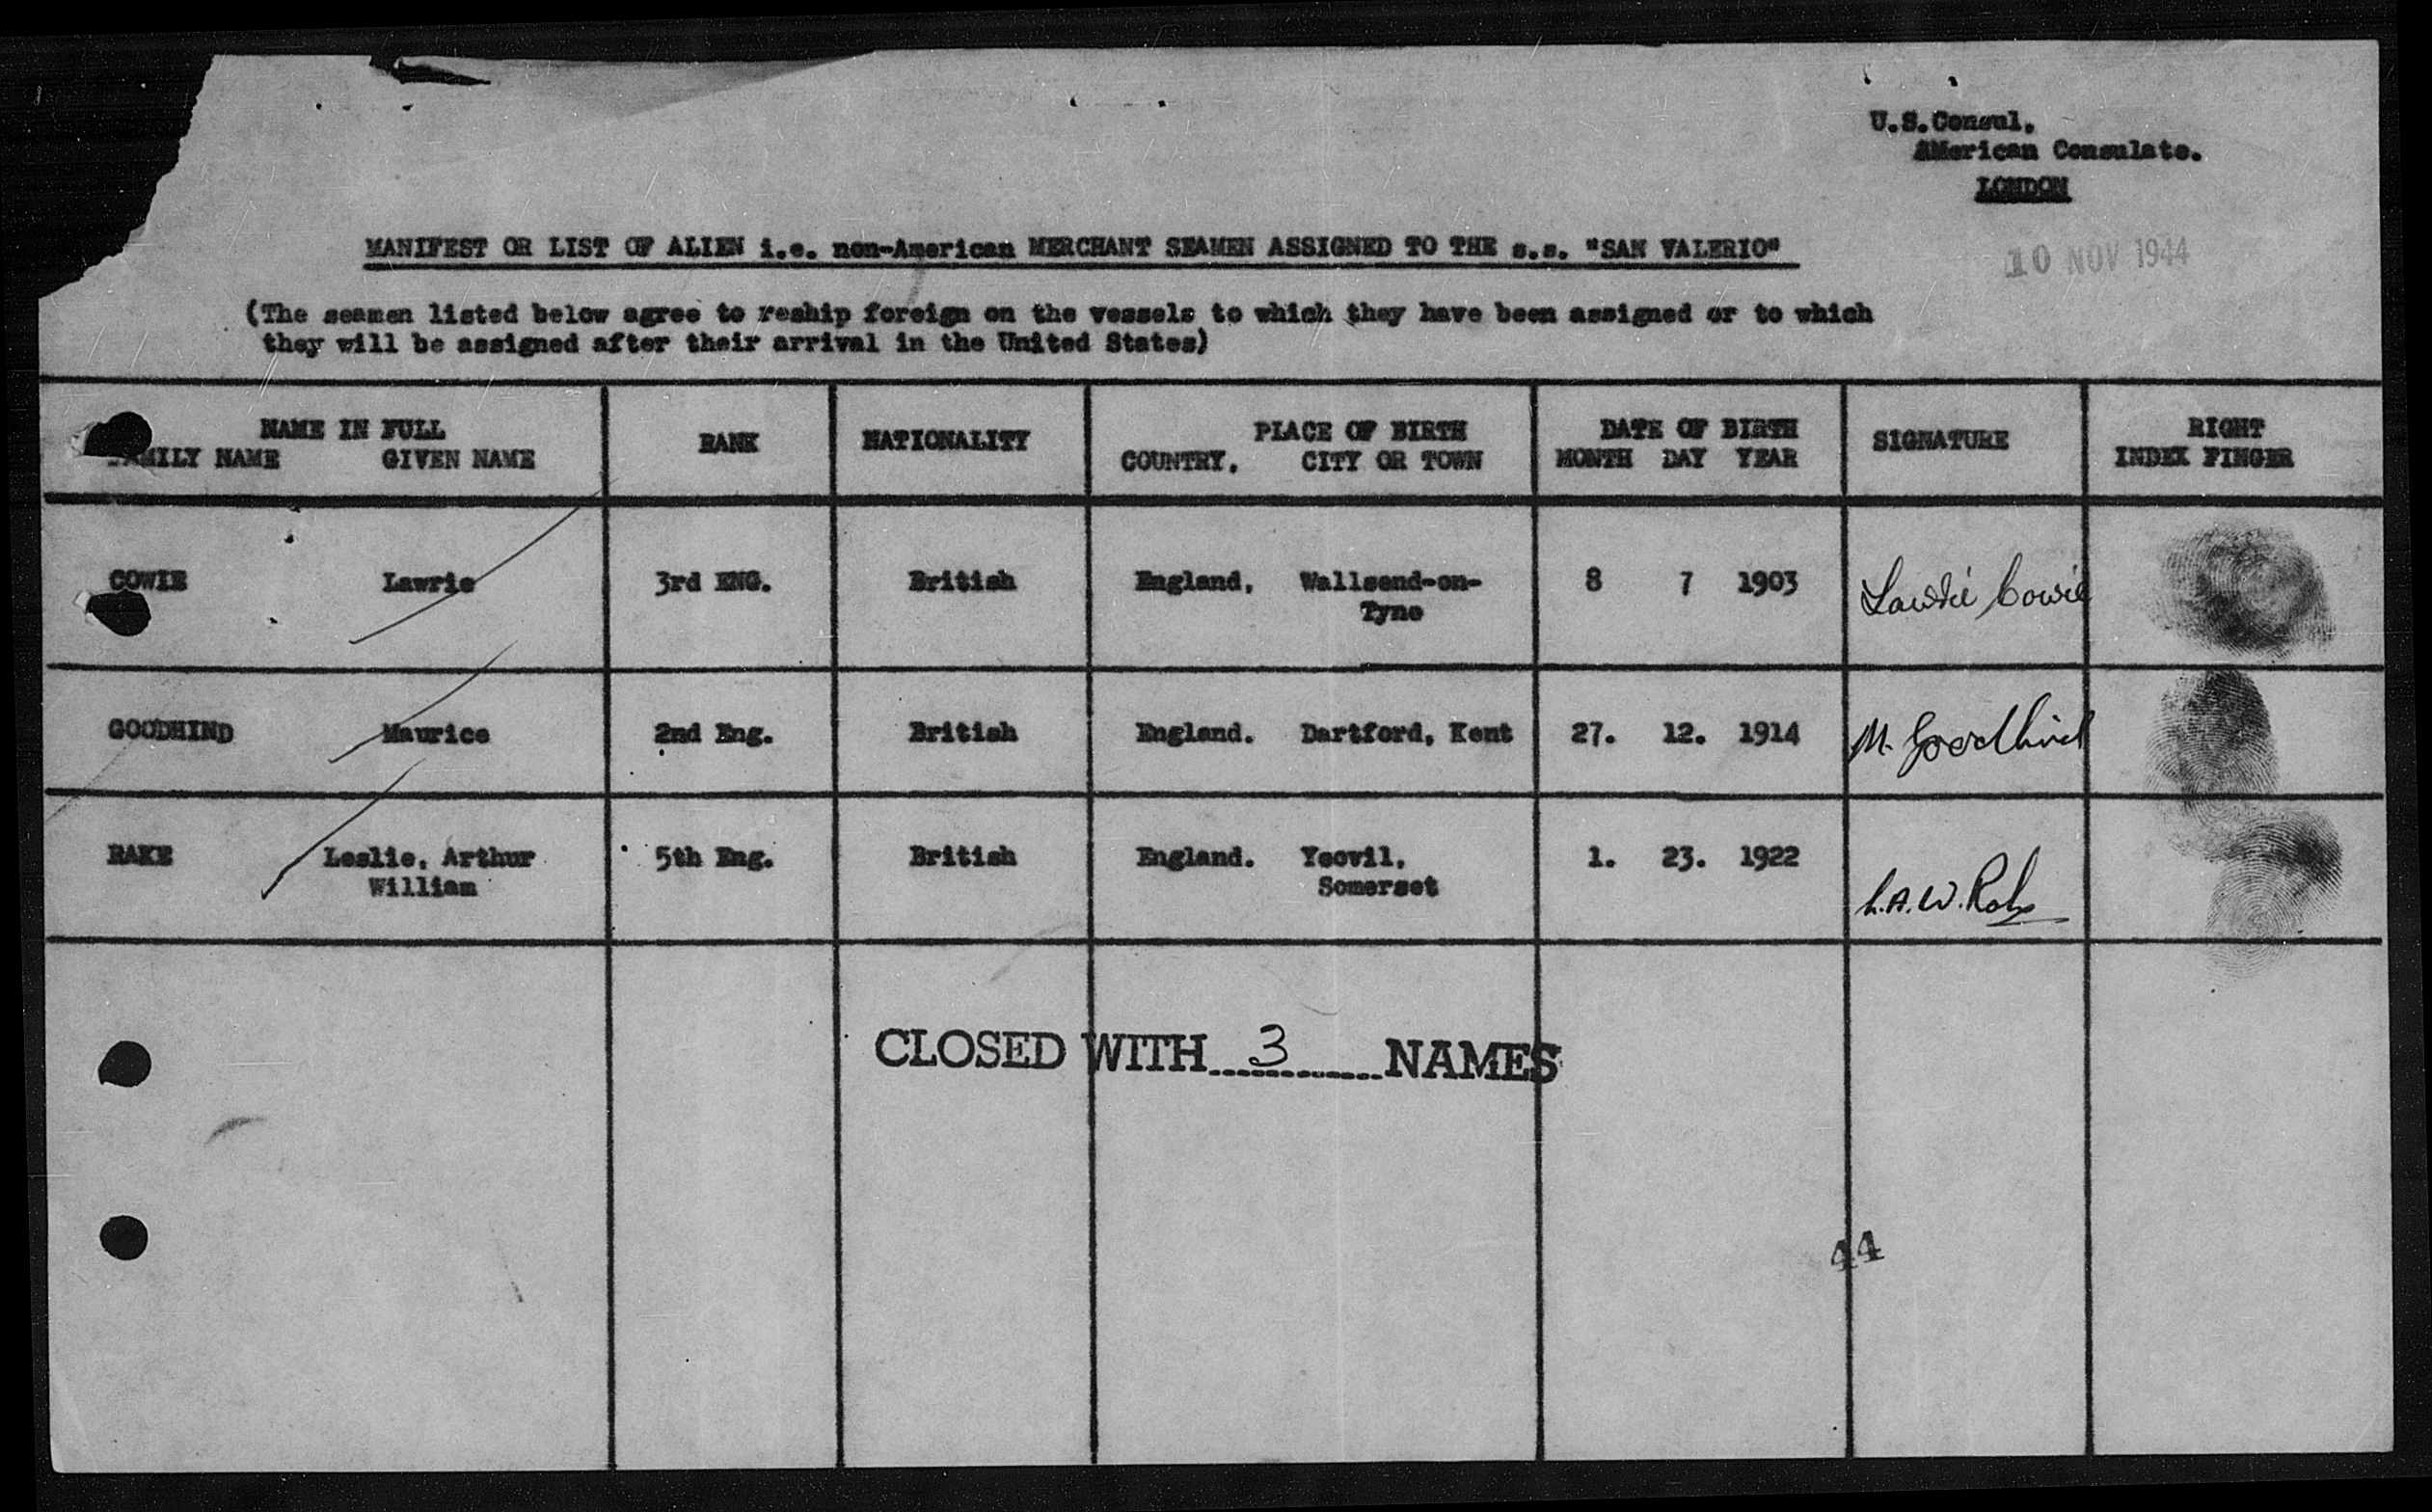 U.S.Consul,
AMerican Consulate.
LONDON
10 NOV 1944
MANIFEST OR LIST OF ALIEN i.e. non-American MERCHANT SEAMEN ASSIGNED TO THE s.s. "SAN VALERIO"
(The seamen listed below agree to reship foreign on the vessels to which they have been assigned or to which
they will be assigned after their arrival in the United States)
NAME IN FULL
FAMILY NAME GIVEN NAME
RANK
NATIONALITY
PLACE OF BIRTH
COUNTRY. CITY OR TOWN
DATE OF BIRTH
MONTH DAY YEAR
SIGNATURE
RIGHT
INDEX FINGER
COWIE Lawrie 3rd ENG. British England, Wallsend-on- 8 7 1903 Lawrie Cowie
Tyne
GOODHIND Maurice 2nd Eng. British England. Dartford, Kent 27. 12. 1914 M. Goodhind
RAKE Leslie, Arthur 5th Eng. British England. Yeovil, 1. 23. 1922
William Somerset L.A.W. Rake
CLOSED WITH 3 NAMES
44